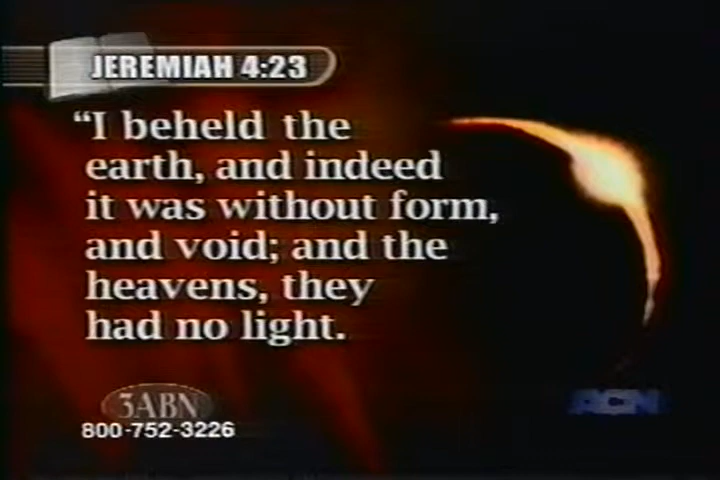 JEREMIAH 4:23
“I beheld the
earth, and indeed
it was without form,
and void; and the
heavens, they
had no light.
3ABN
800-752-3226
ACN